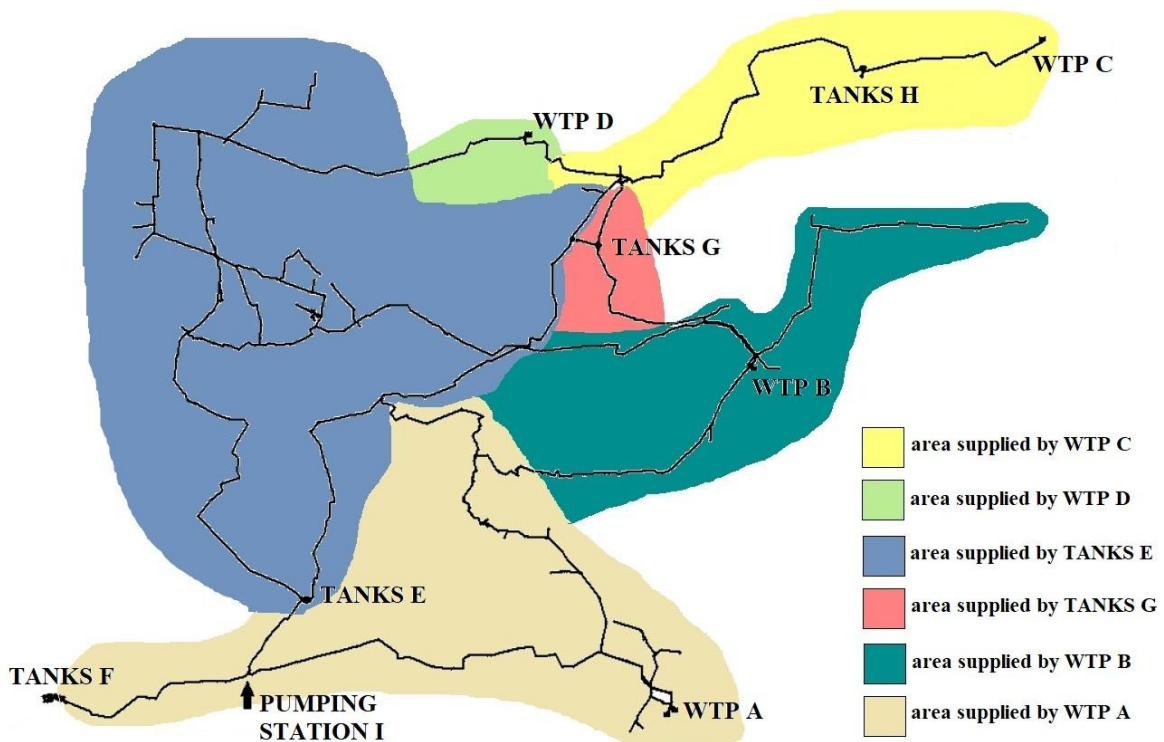 WTP C
TANKS H
WTP D
TANKS G
WTP B
area supplied by WTP C
area supplied by WTP D
area supplied by TANKS E
TANKS E
area supplied by TANKS G
area supplied by WTP B
TANKS F
PUMPING
STATION I
WTP A
area supplied by WTP A